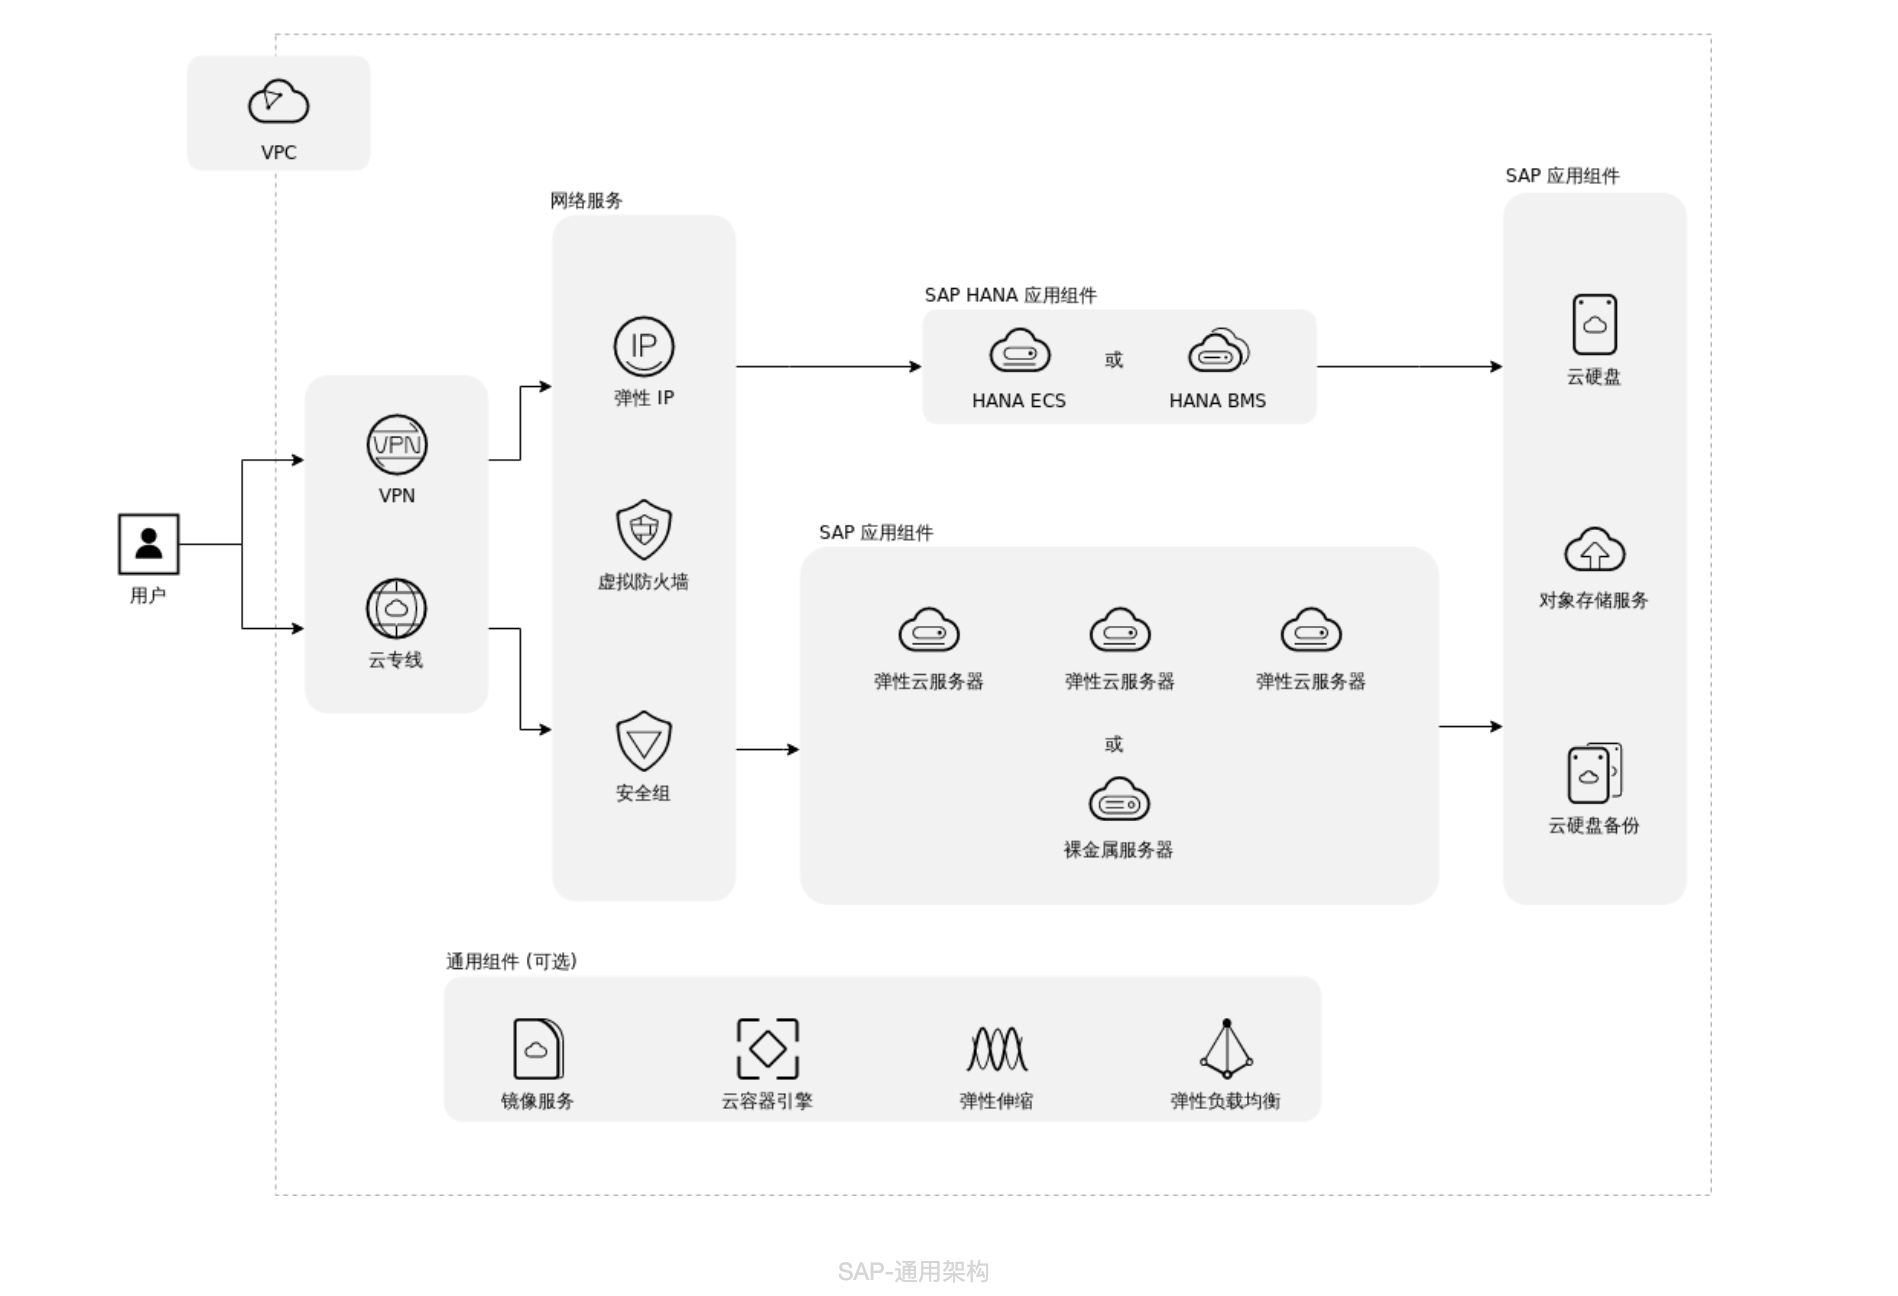 VPC
SAP 应用组件
网络服务
SAP HANA 应用组件
IP
弹性 IP
HANA ECS
或
HANA BMS
云硬盘
VPN
VPN
用户
云专线
虚拟防火墙
安全组
SAP 应用组件
弹性云服务器
弹性云服务器
弹性云服务器
或
裸金属服务器
对象存储服务
云硬盘备份
通用组件 (可选)
镜像服务
云容器引擎
弹性伸缩
弹性负载均衡
SAP-通用架构